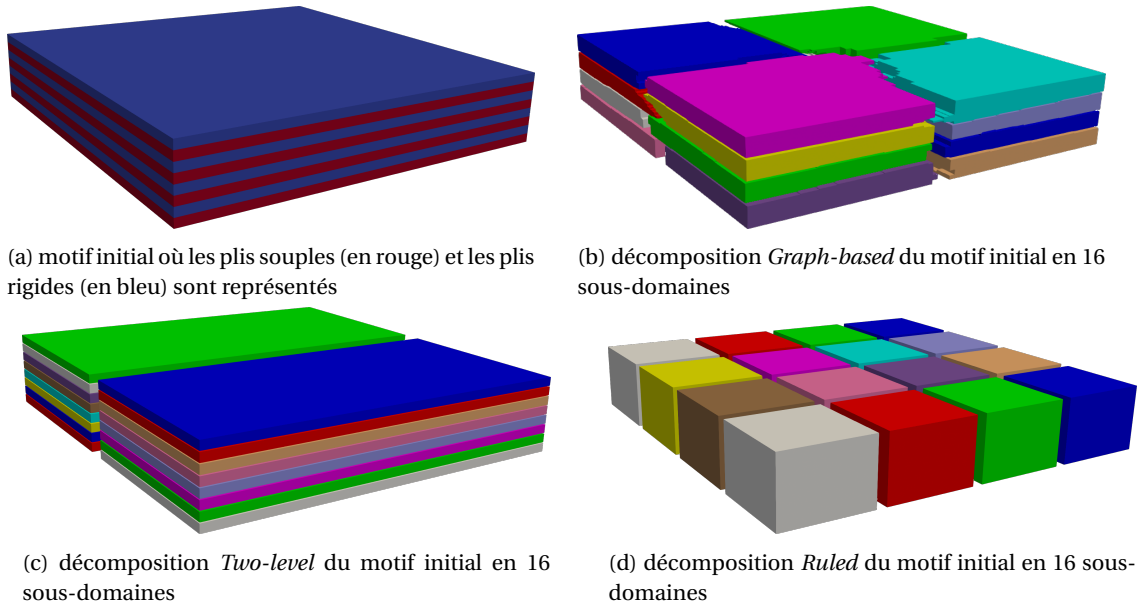 (a) motif initial où les plis souples (en rouge) et les plis
rigides (en bleu) sont représentés
(b) décomposition Graph-based du motif initial en 16
sous-domaines
(c) décomposition Two-level du motif initial en 16
sous-domaines
(d) décomposition Ruled du motif initial en 16 sous-
domaines